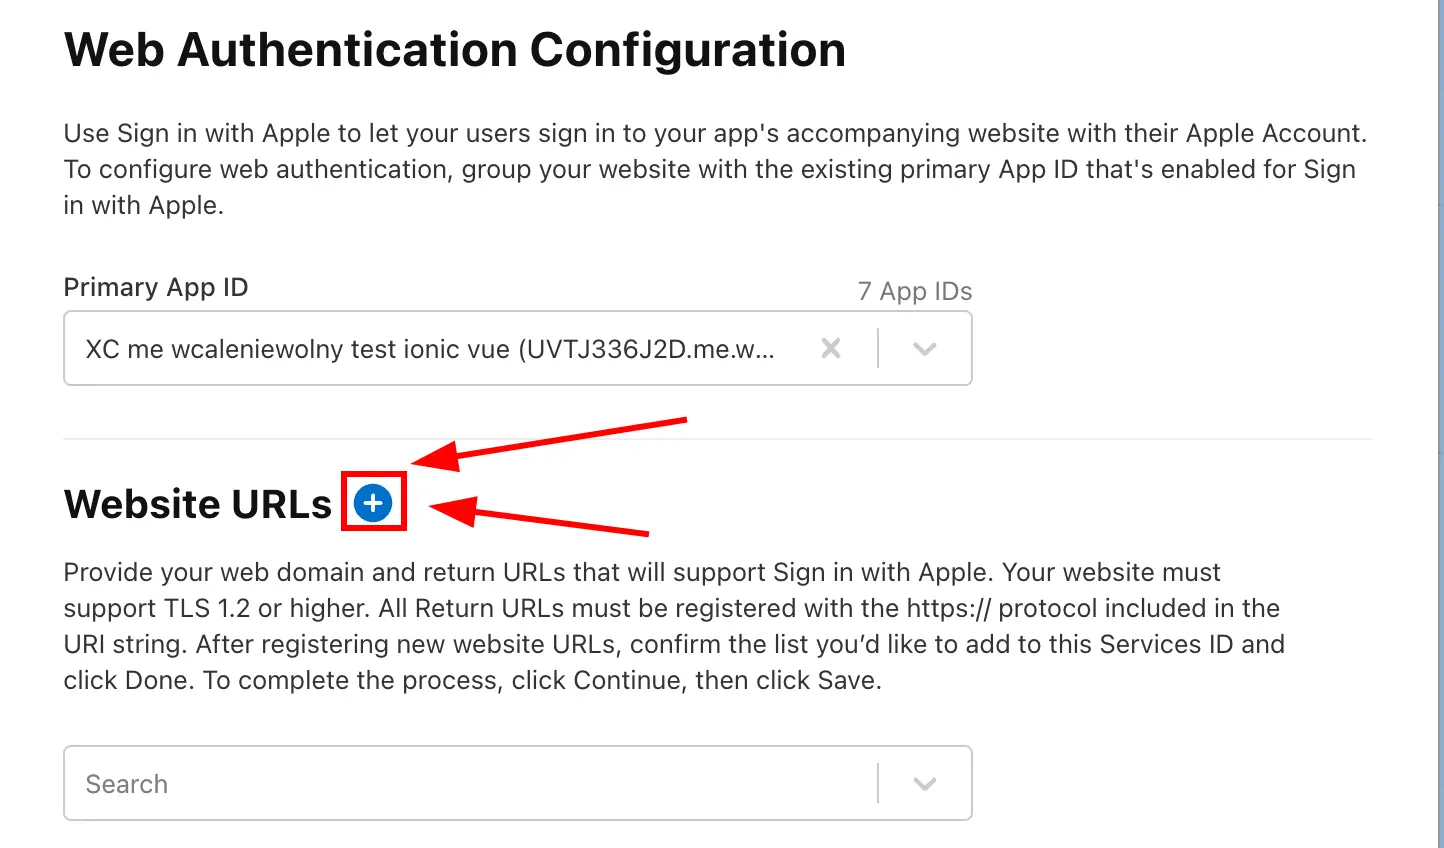 Web Authentication Configuration
Use Sign in with Apple to let your users sign in to your app's accompanying website with their Apple Account.
To configure web authentication, group your website with the existing primary App ID that's enabled for Sign
in with Apple.
Primary App ID
7 App IDs
XC me wcaleniewolny test ionic vue (UVTJ336J2D.me.w...
Website URLs
Provide your web domain and return URLs that will support Sign in with Apple. Your website must
support TLS 1.2 or higher. All Return URLs must be registered with the https:// protocol included in the
URI string. After registering new website URLs, confirm the list you’d like to add to this Services ID and
click Done. To complete the process, click Continue, then click Save.
Search